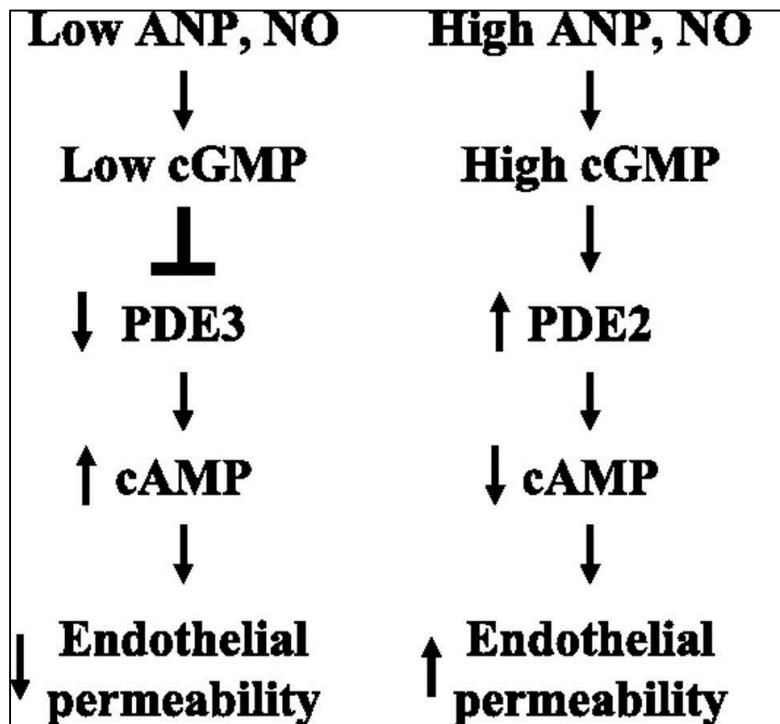 Low ANP, NO
Low cGMP
PDE3
cAMP
Endothelial
permeability
High ANP, NO
High cGMP
PDE2
cAMP
Endothelial
permeability